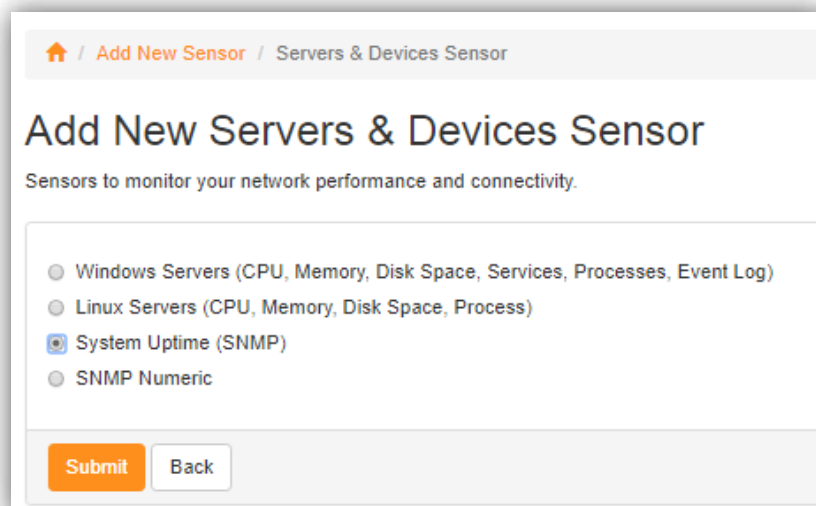 / Add New Sensor / Servers & Devices Sensor
Add New Servers & Devices Sensor
Sensors to monitor your network performance and connectivity.
Windows Servers (CPU, Memory, Disk Space, Services, Processes, Event Log)
Linux Servers (CPU, Memory, Disk Space, Process)
System Uptime (SNMP)
SNMP Numeric
Submit Back